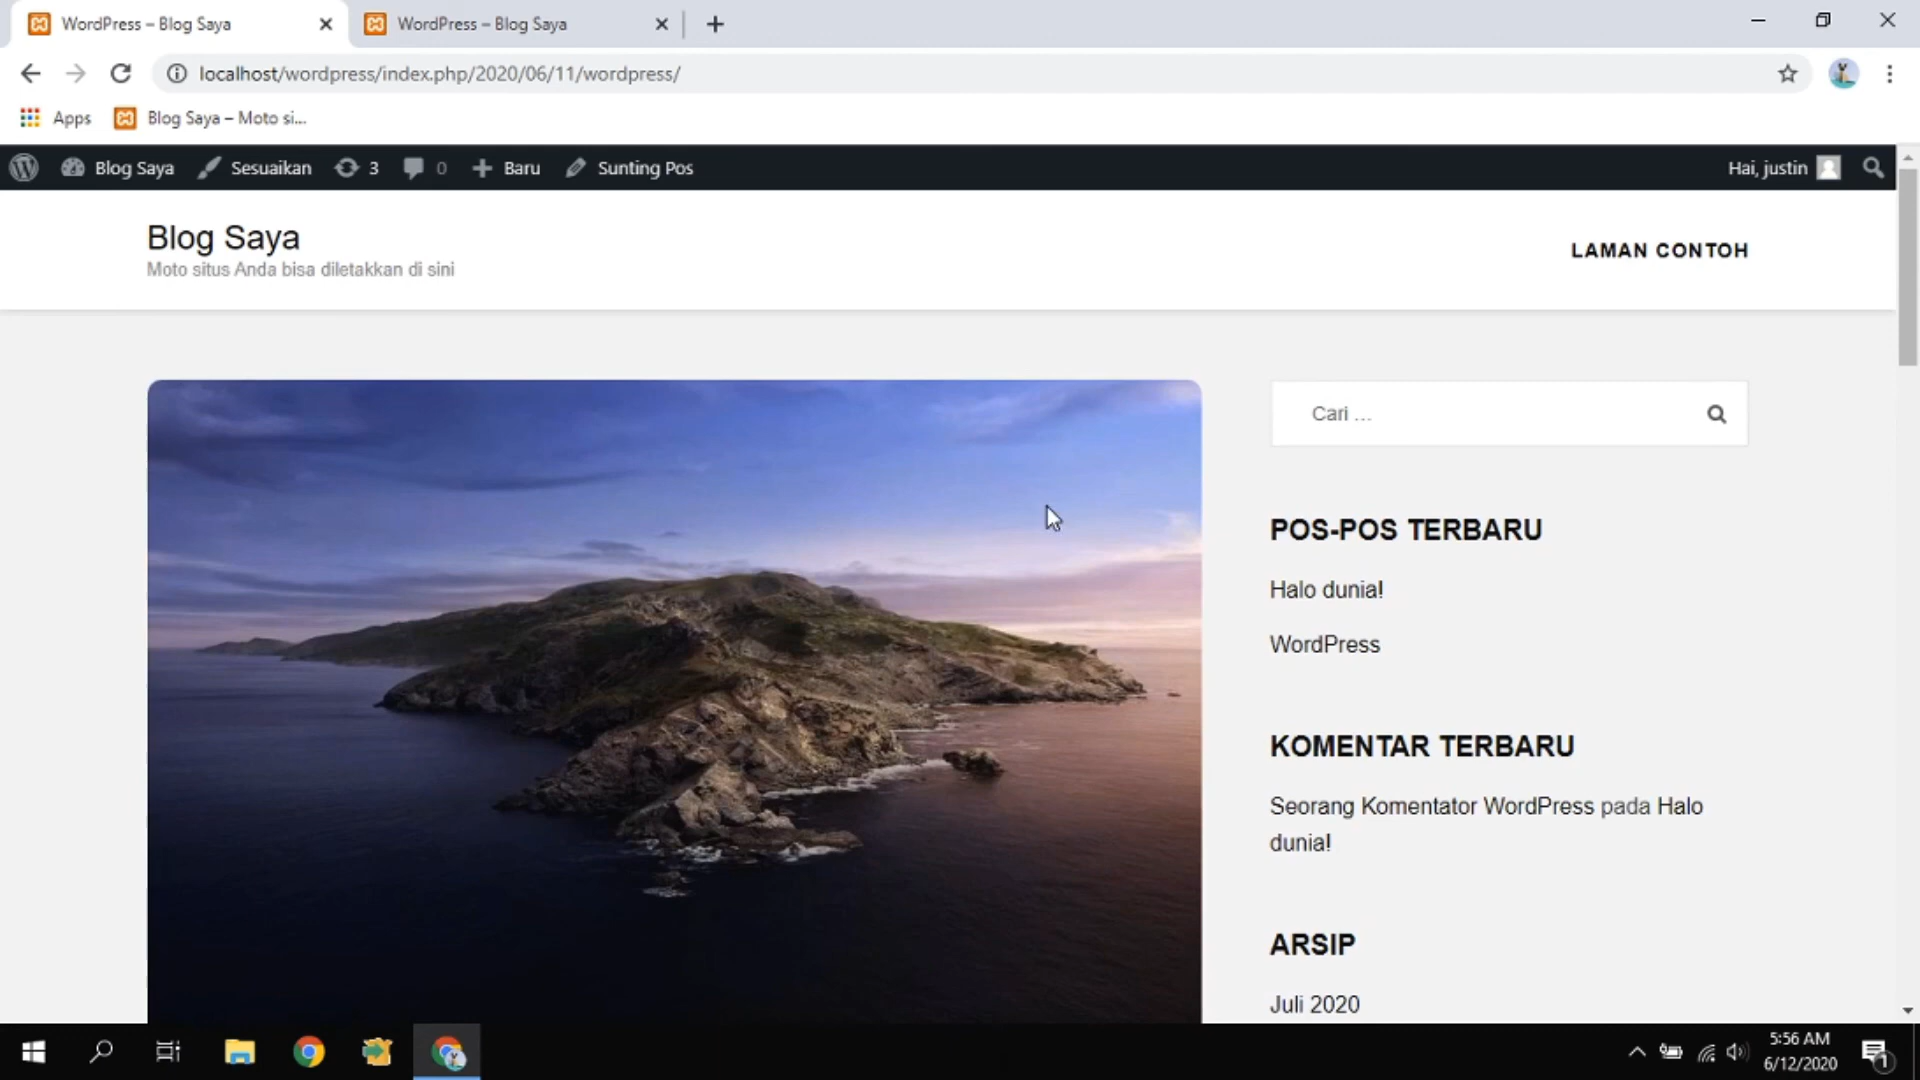 WordPress – Blog Saya
WordPress – Blog Saya
localhost/wordpress/index.php/2020/06/11/wordpress/
Apps
Blog Saya – Moto si...
Blog Saya
Sesuaikan
3
0
Baru
Sunting Pos
Hai, justin
Blog Saya
Moto situs Anda bisa diletakkan di sini
LAMAN CONTOH
Cari ...
POS-POS TERBARU
Halo dunia!
WordPress
KOMENTAR TERBARU
Seorang Komentator WordPress pada Halo
dunia!
ARSIP
Juli 2020
5:56 AM
6/12/2020
1